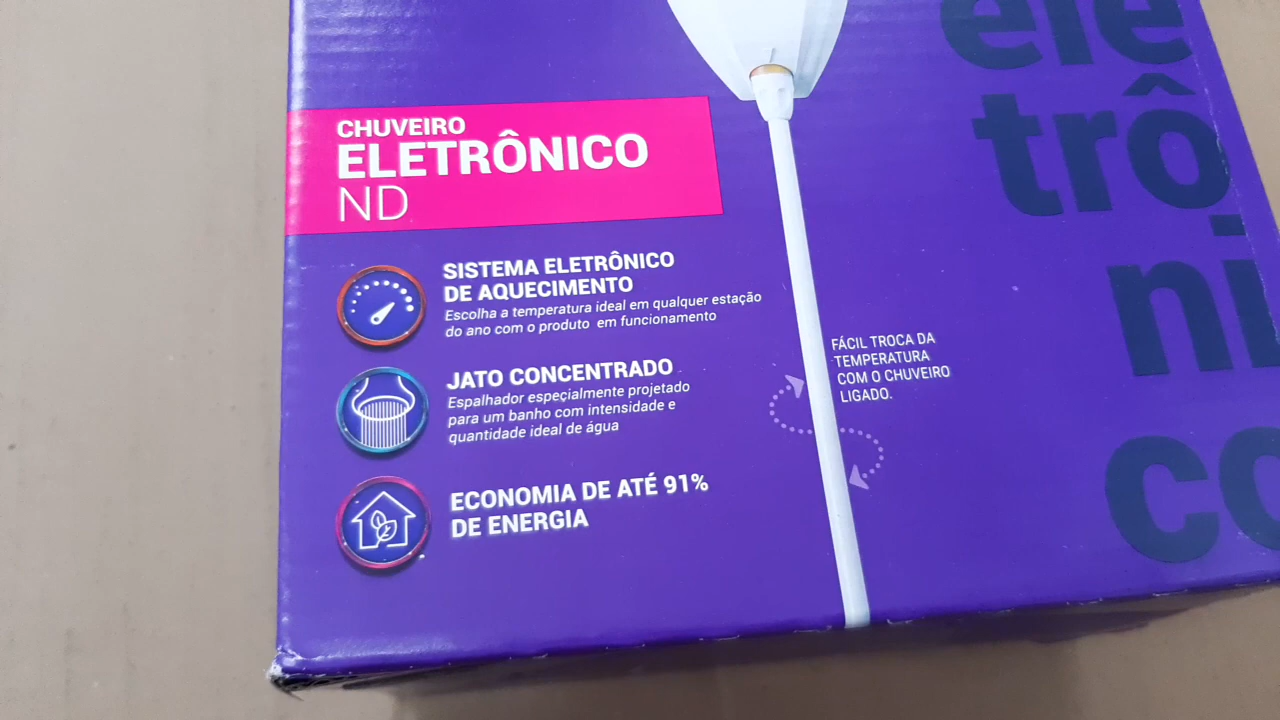 CHUVEIRO
ELETRÔNICO
ND
SISTEMA ELETRÔNICO
DE AQUECIMENTO
Escolha a temperatura ideal em qualquer estação
do ano com o produto em funcionamento
JATO CONCENTRADO
Espalhador especialmente projetado
para um banho com intensidade e
quantidade ideal de água
ECONOMIA DE ATÉ 91%
DE ENERGIA
FÁCIL TROCA DA
TEMPERATURA
COM O CHUVEIRO
LIGADO.
ele
trô
ni
co